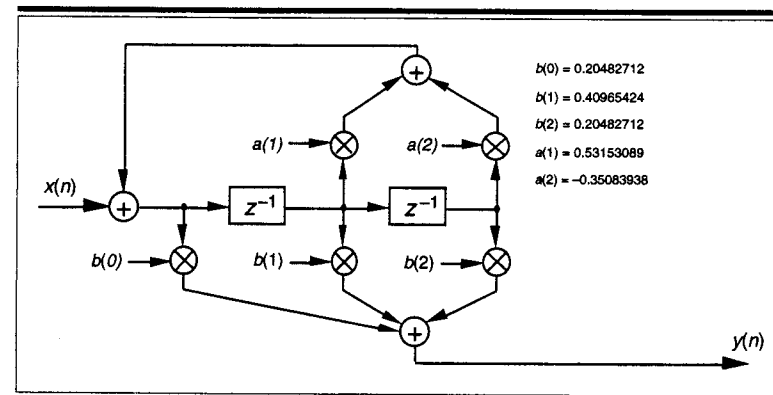 b(0) = 0.20482712
b(1) = 0.40965424
b(2) = 0.20482712
a(1) = 0.53153089
a(2) = –0.35083938
a(1)
a(2)
x(n)
z⁻¹
z⁻¹
b(0)
b(1)
b(2)
y(n)